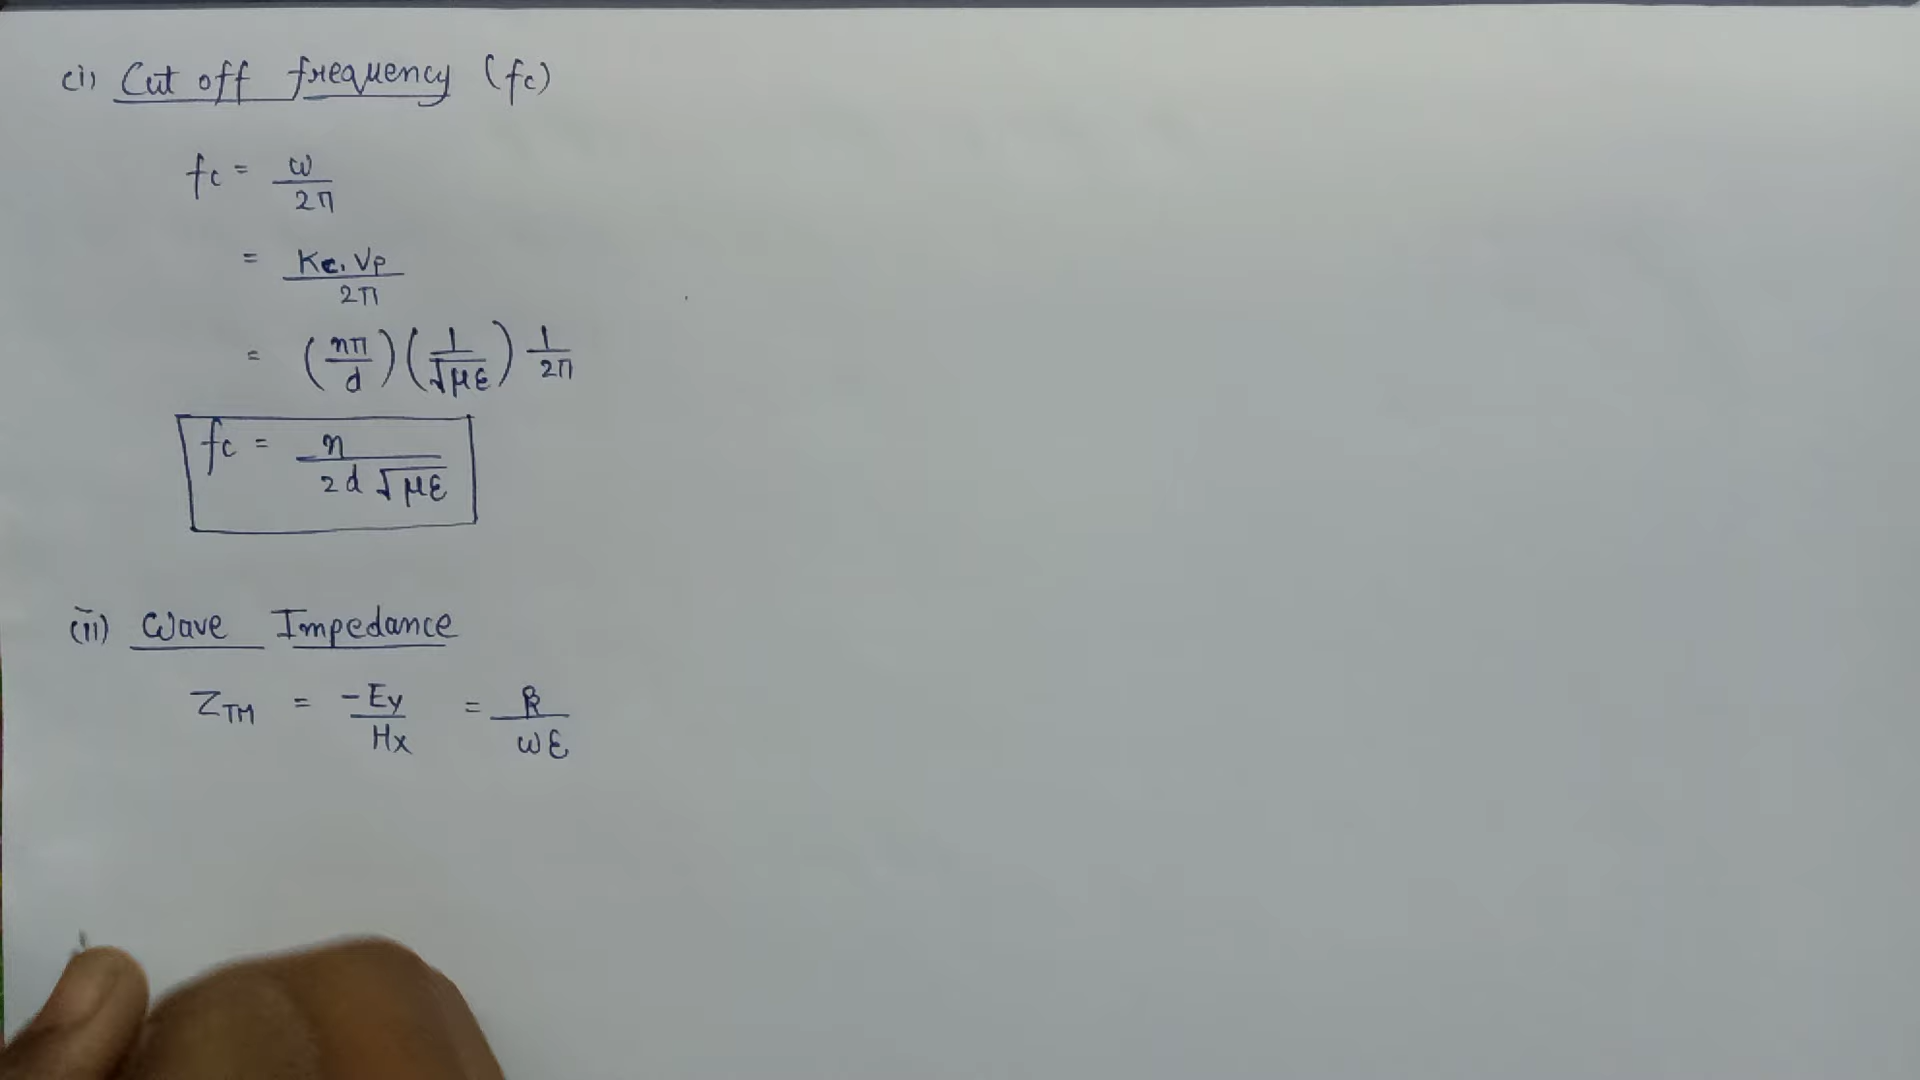 (i) Cut off frequency (fc)
fc = ω/2π
= Kc.Vp/2π
= (nπ/d)(1/√με) 1/2π
fc = n/2d√με
(ii) Wave Impedance
ZTM = -Ey/Hx = β/ωε